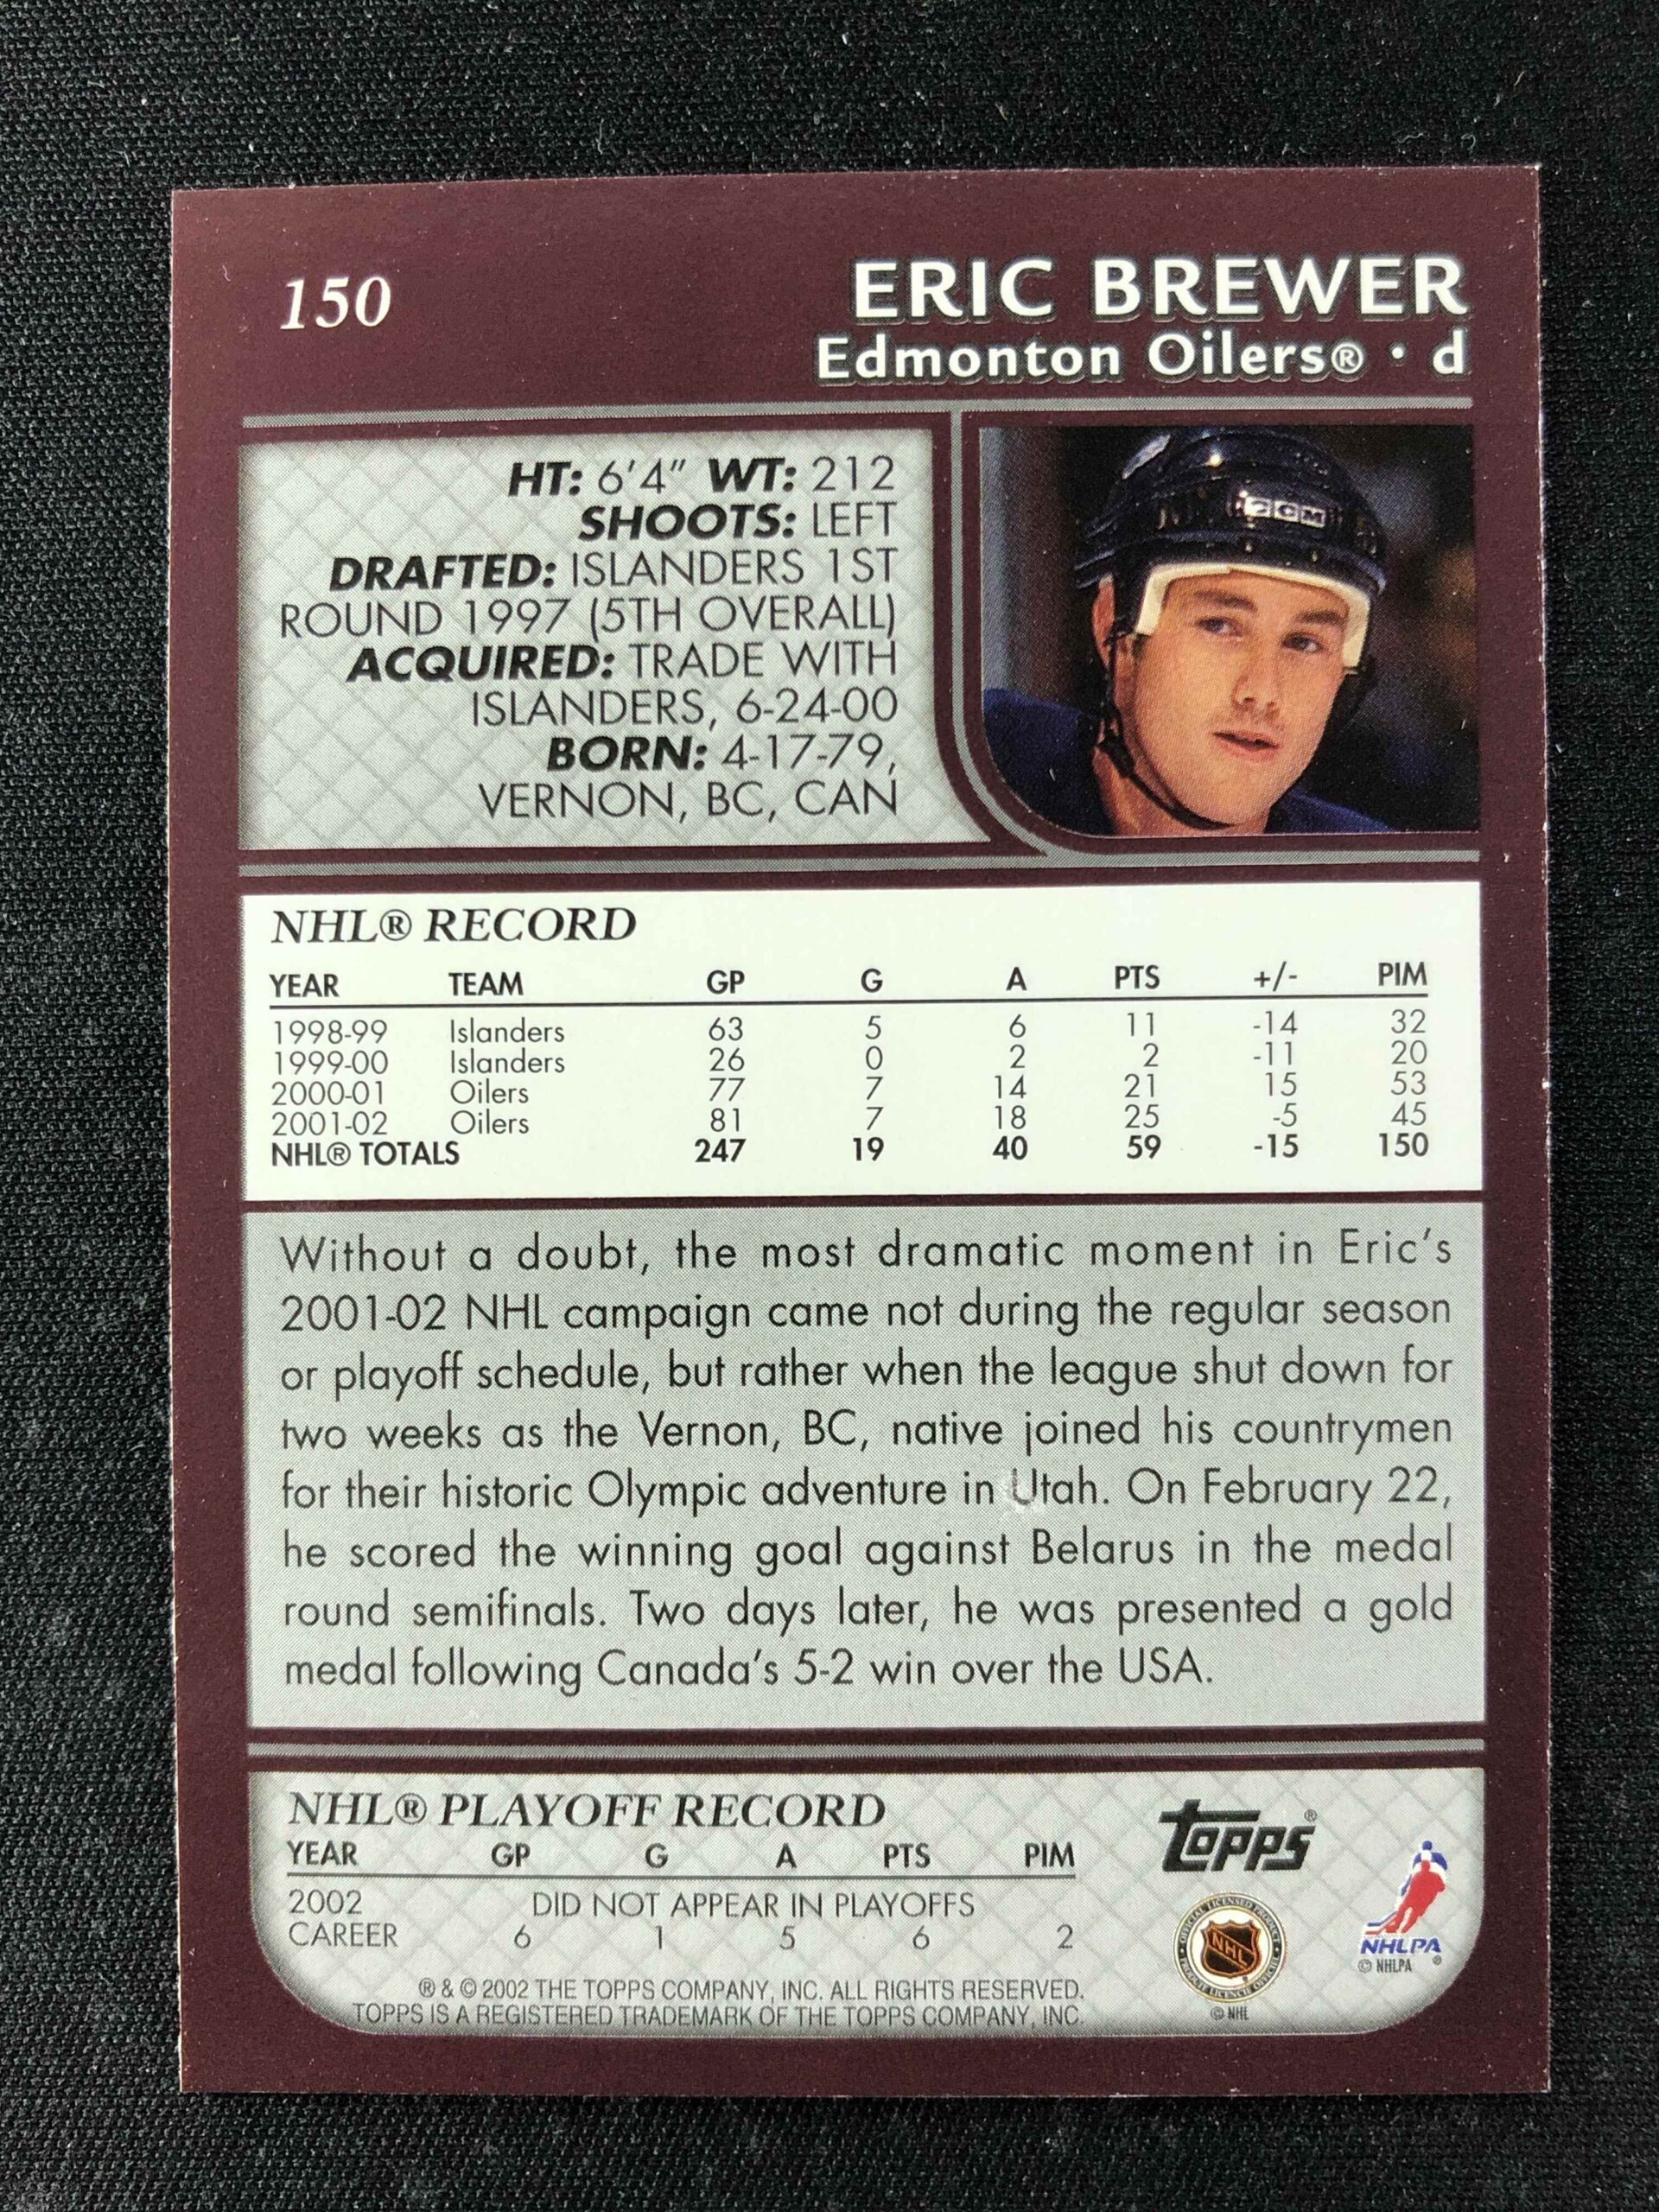 150
ERIC BREWER
Edmonton Oilers® • d
HT: 6'4" WT: 212
SHOOTS: LEFT
DRAFTED: ISLANDERS 1ST
ROUND 1997 (5TH OVERALL)
ACQUIRED: TRADE WITH
ISLANDERS, 6-24-00
BORN: 4-17-79,
VERNON, BC, CAN
CCM
NHL® RECORD
YEAR TEAM GP G A PTS +/- PIM
1998-99 Islanders 63 5 6 11 -14 32
1999-00 Islanders 26 0 2 2 -11 20
2000-01 Oilers 77 7 14 21 15 53
2001-02 Oilers 81 7 18 25 -5 45
NHL® TOTALS 247 19 40 59 -15 150
Without a doubt, the most dramatic moment in Eric's
2001-02 NHL campaign came not during the regular season
or playoff schedule, but rather when the league shut down for
two weeks as the Vernon, BC, native joined his countrymen
for their historic Olympic adventure in Utah. On February 22,
he scored the winning goal against Belarus in the medal
round semifinals. Two days later, he was presented a gold
medal following Canada's 5-2 win over the USA.
NHL® PLAYOFF RECORD
YEAR GP G A PTS PIM
2002 DID NOT APPEAR IN PLAYOFFS
CAREER 6 1 5 6 2
® & © 2002 THE TOPPS COMPANY, INC. ALL RIGHTS RESERVED.
TOPPS IS A REGISTERED TRADEMARK OF THE TOPPS COMPANY, INC.
Topps®
OFFICIAL LICENSED PRODUCT
NHL
© NHL
NHLPA®
© NHLPA